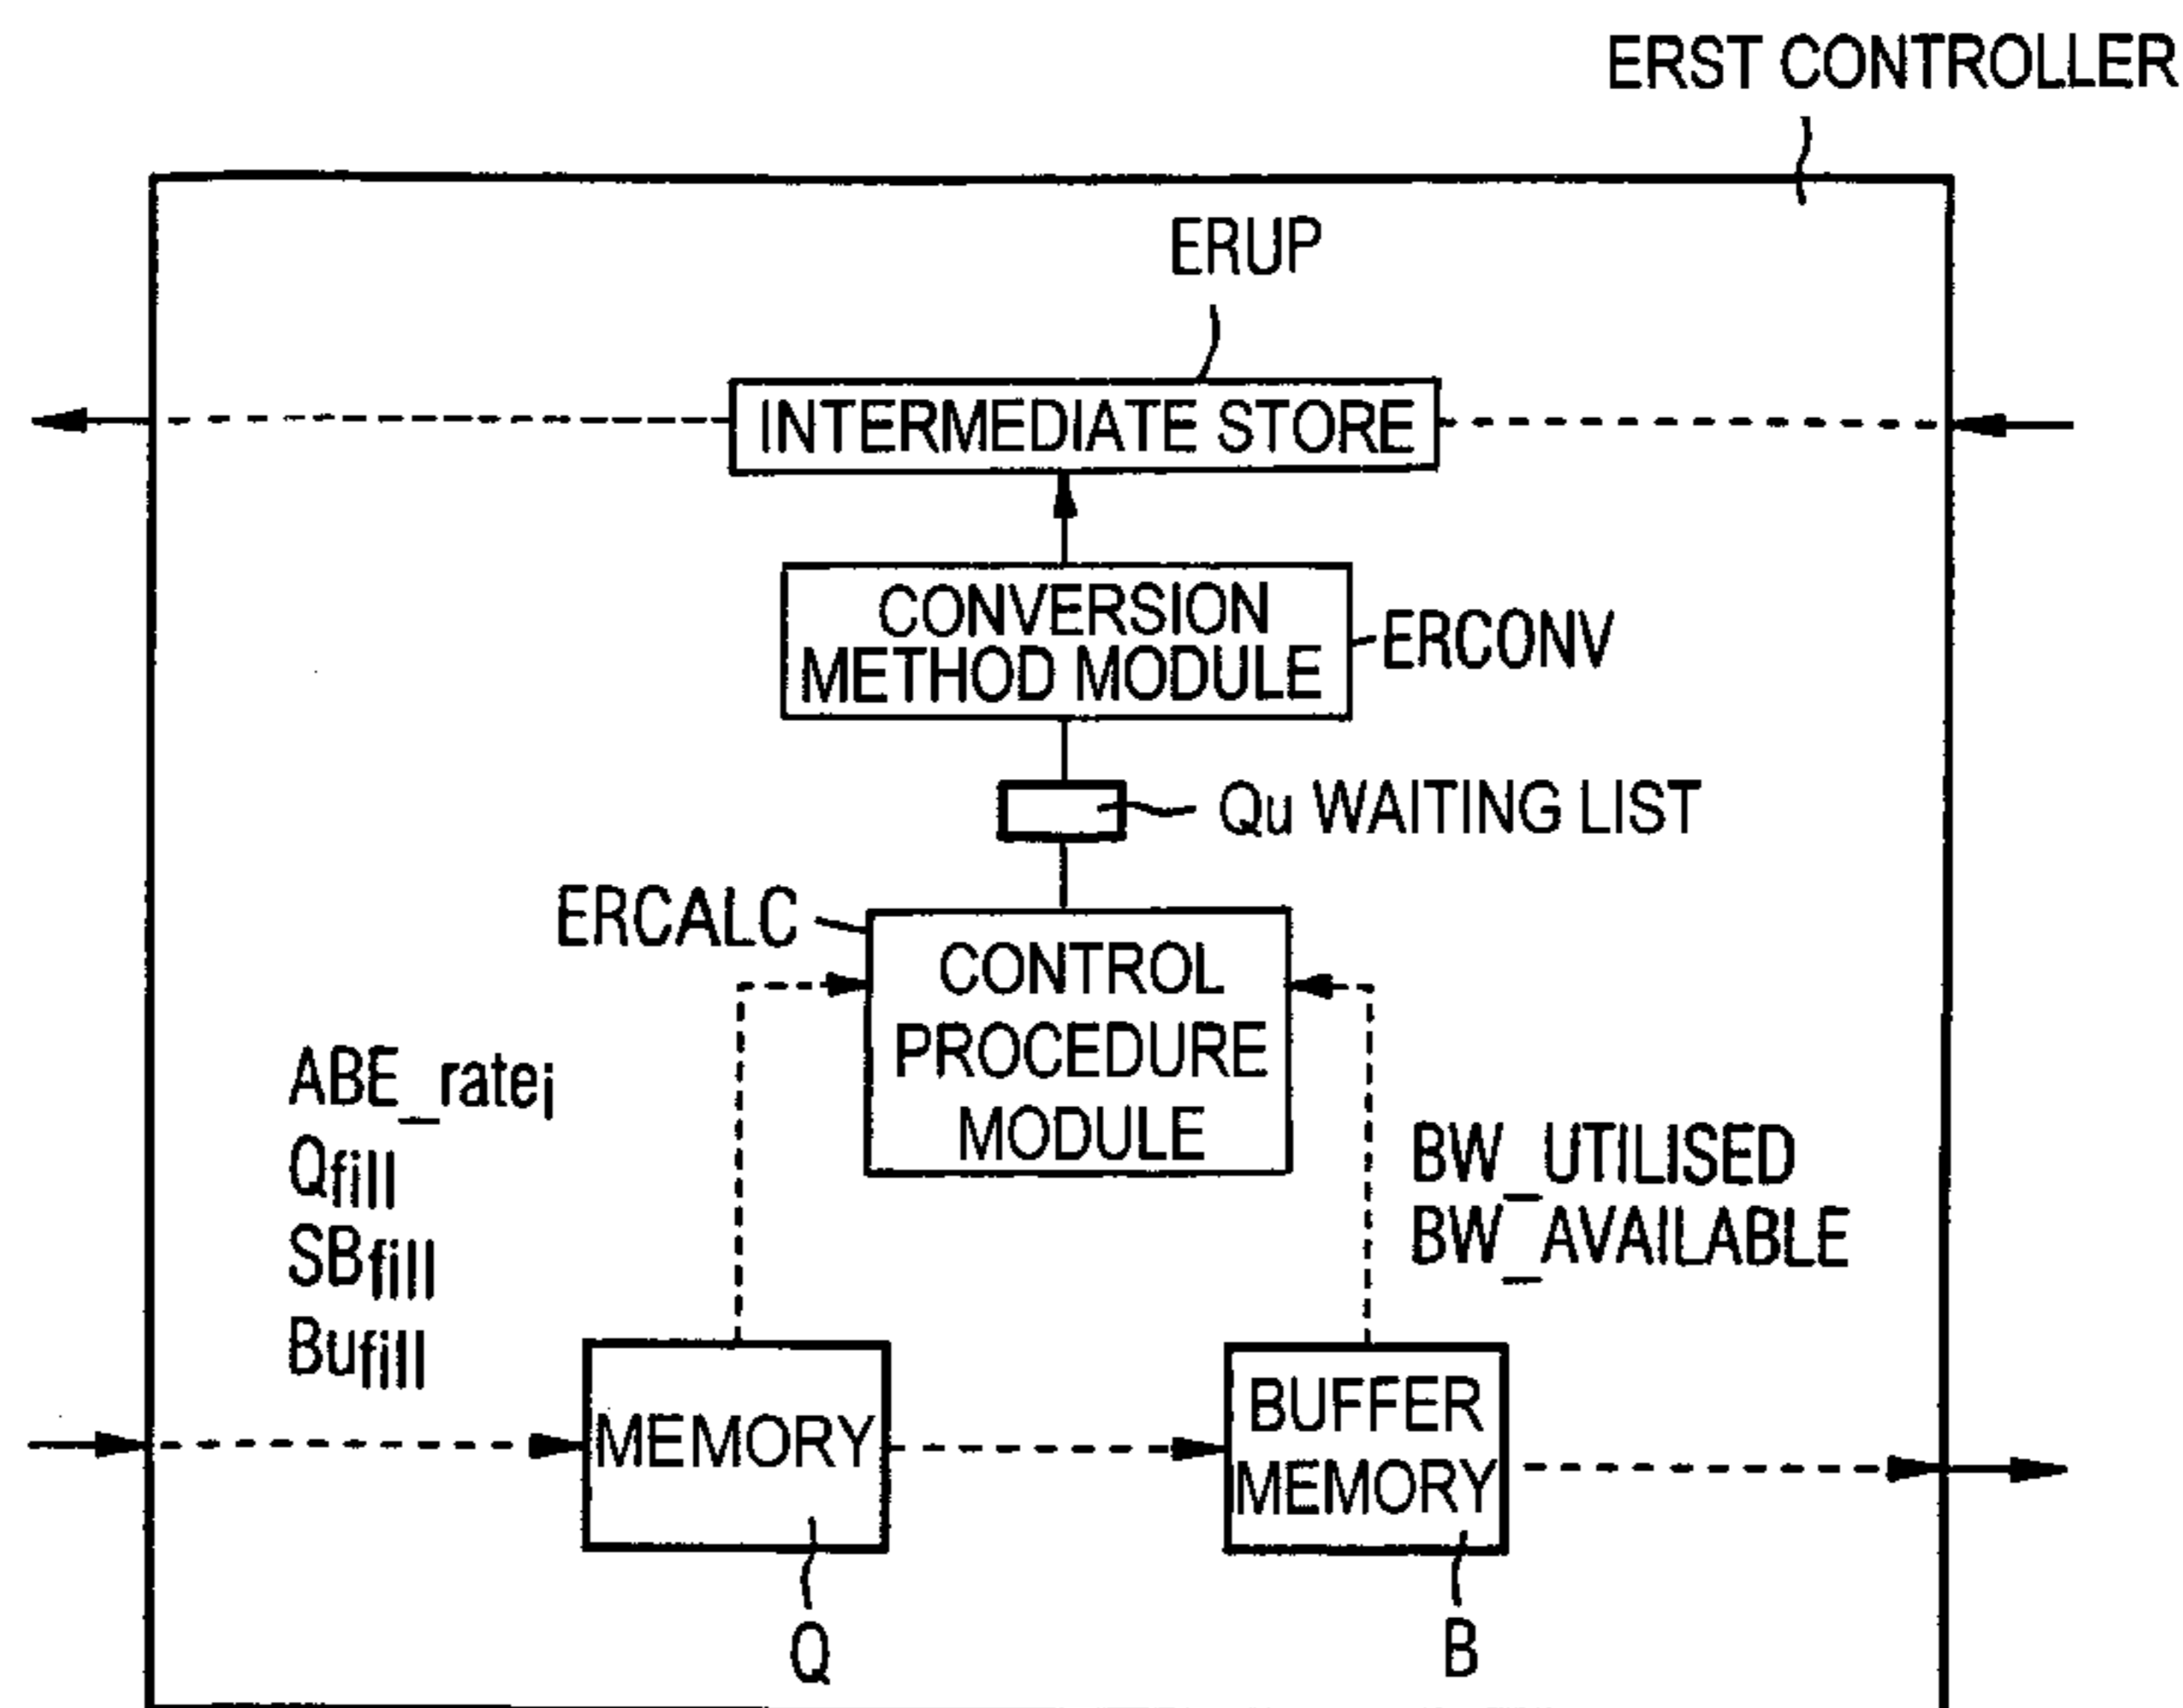 ERST CONTROLLER
ERUP
INTERMEDIATE STORE
CONVERSION
METHOD MODULE
ERCONV
Qu WAITING LIST
ERCALC
CONTROL
PROCEDURE
MODULE
ABE_ratei
Qfill
SBfill
Bufill
BW_UTILISED
BW_AVAILABLE
MEMORY
BUFFER
MEMORY
Q
B